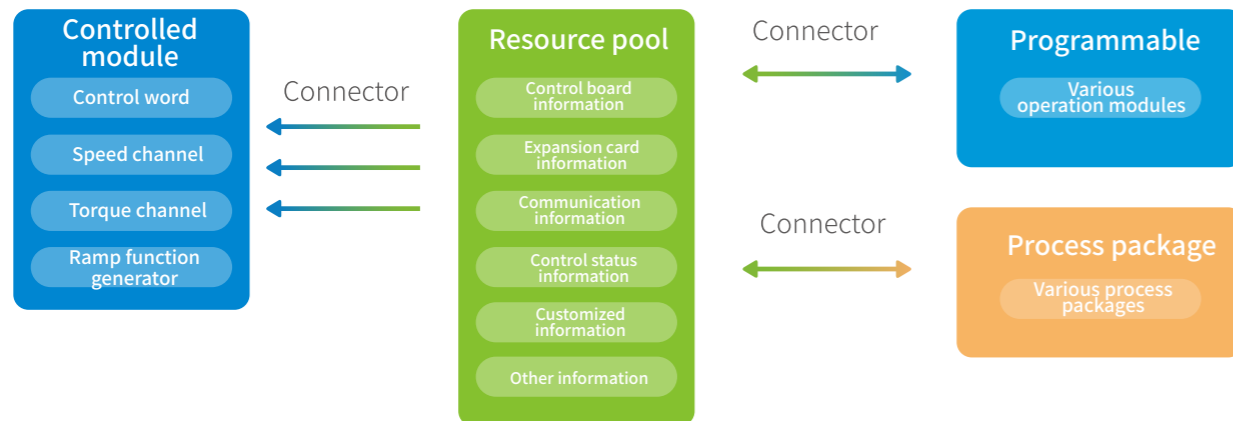 Controlled
module
Control word
Speed channel
Torque channel
Ramp function
generator
Connector
Resource pool
Control board
information
Expansion card
information
Communication
information
Control status
information
Customized
information
Other information
Connector
Programmable
Various
operation modules
Connector
Process package
Various process
packages